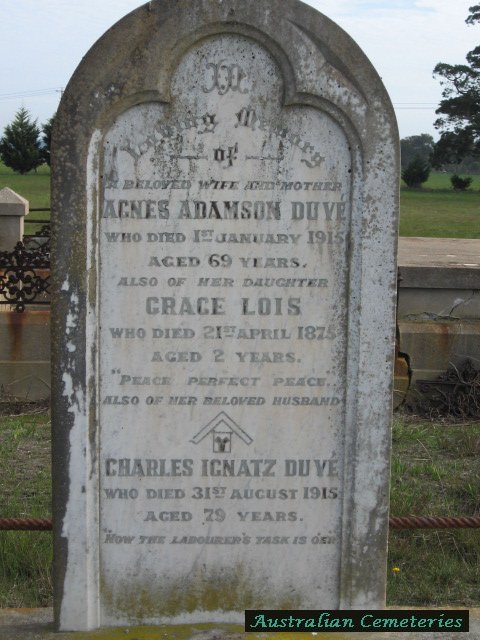 In
Loving Memory
of
A BELOVED WIFE AND MOTHER
AGNES ADAMSON DUVE
WHO DIED 1ST JANUARY 1915
AGED 69 YEARS.
ALSO OF HER DAUGHTER
GRACE LOIS
WHO DIED 21ST APRIL 1875
AGED 2 YEARS.
"PEACE PERFECT PEACE..
ALSO OF HER BELOVED HUSBAND
CHARLES IGNATZ DUVE
WHO DIED 31ST AUGUST 1915
AGED 79 YEARS.
"NOW THE LABOURER'S TASK IS O'ER
Australian Cemeteries